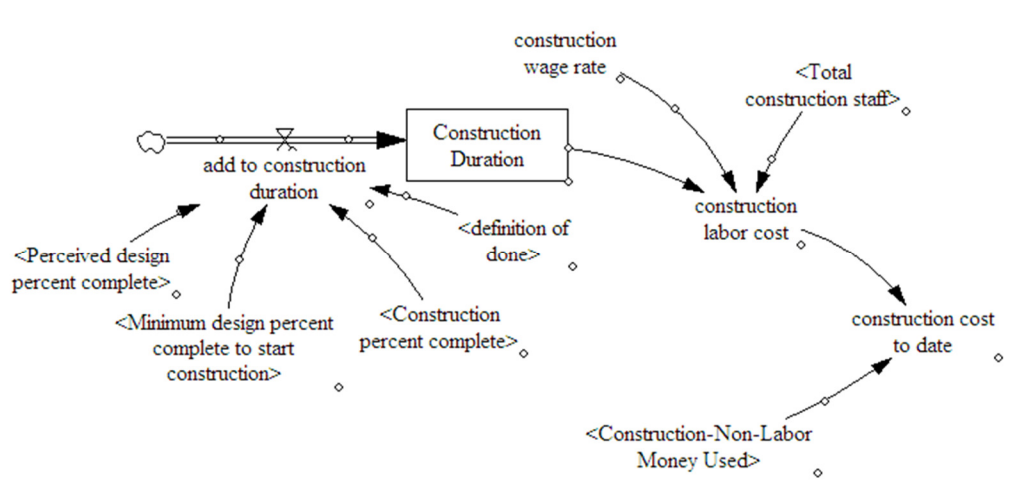 construction
wage rate
<Total
construction staff>
Construction
Duration
add to construction
duration
construction
labor cost
<definition of
done>
<Perceived design
percent complete>
<Minimum design percent
complete to start
construction>
<Construction
percent complete>
construction cost
to date
<Construction-Non-Labor
Money Used>